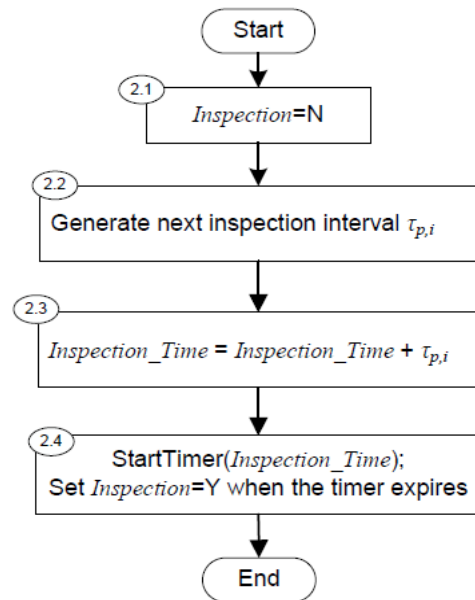 Start
2.1
Inspection=N
2.2
Generate next inspection interval τp,i
2.3
Inspection_Time = Inspection_Time + τp,i
2.4
StartTimer(Inspection_Time);
Set Inspection=Y when the timer expires
End